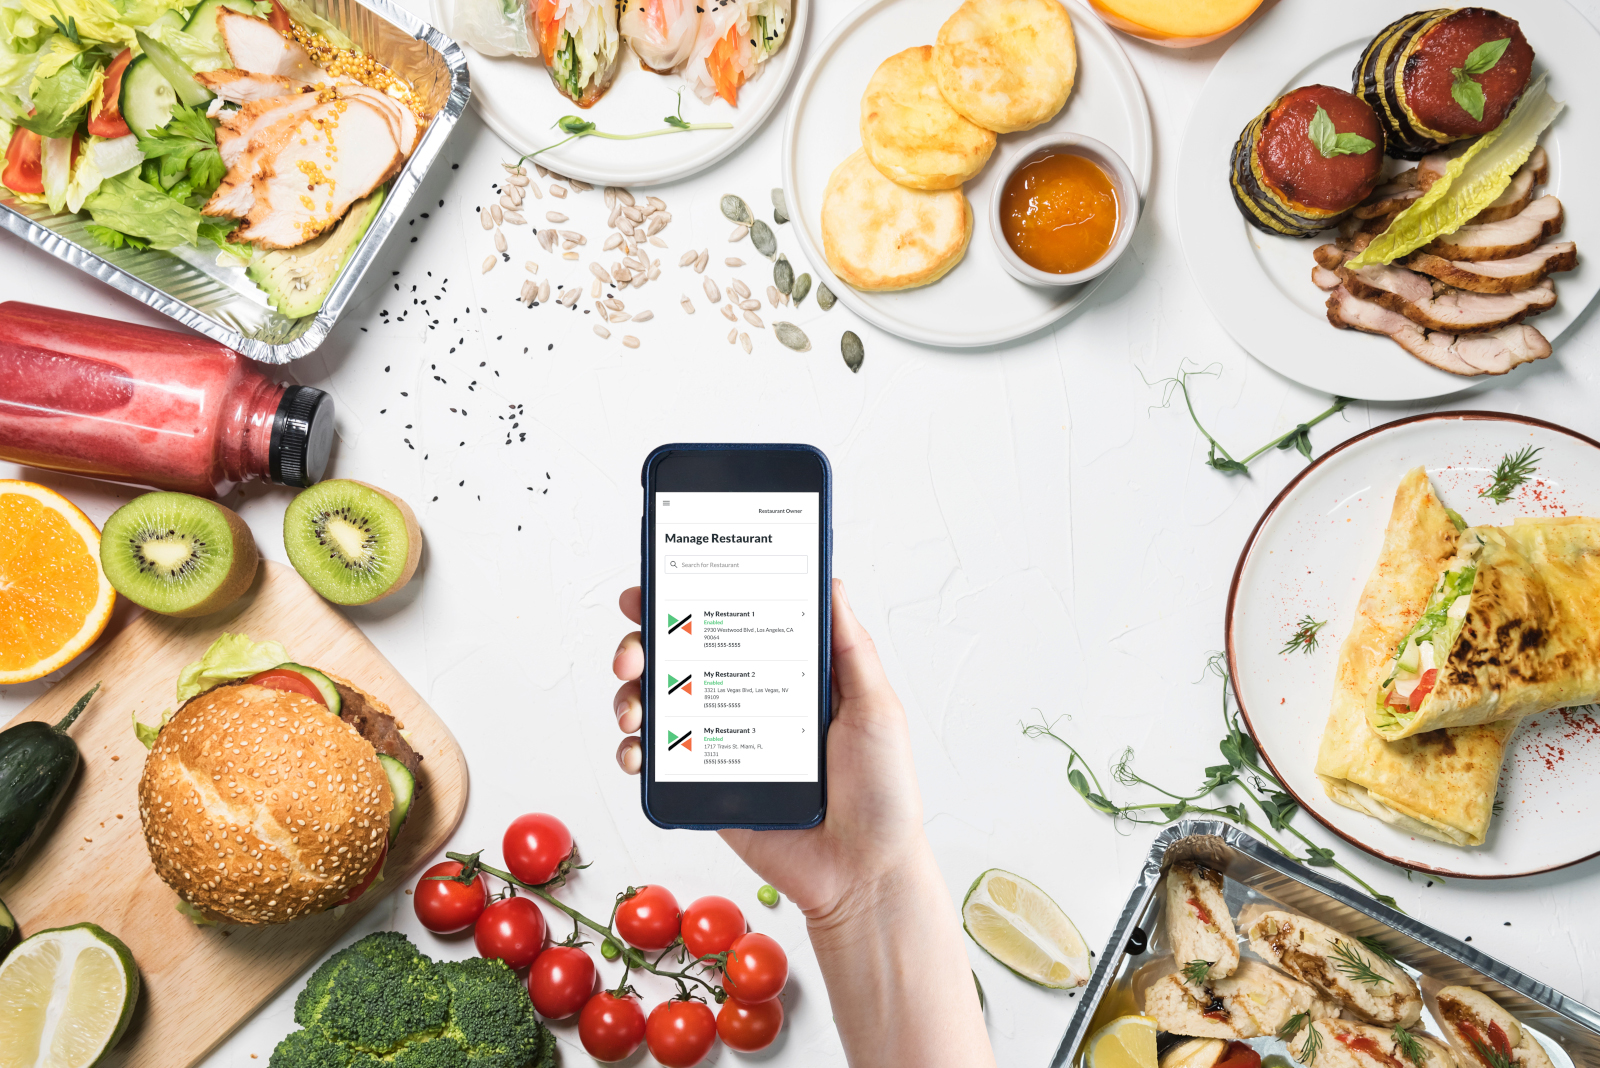 Restaurant Owner
Manage Restaurant
Search for Restaurant
My Restaurant 1
Enabled
2930 Westwood Blvd , Los Angeles, CA
90064
(555) 555-5555
My Restaurant 2
Enabled
3321 Las Vegas Blvd, Las Vegas, NV
89109
(555) 555-5555
My Restaurant 3
Enabled
1717 Travis St. Miami, FL
33131
(555) 555-5555